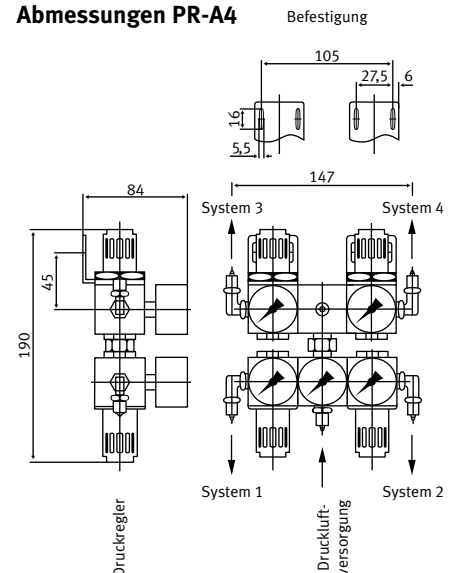 Abmessungen PR-A4
Befestigung
105
27,5
6
16
5,5
84
147
System 3
System 4
45
190
System 1
System 2
Druckregler
Druckluft-
versorgung